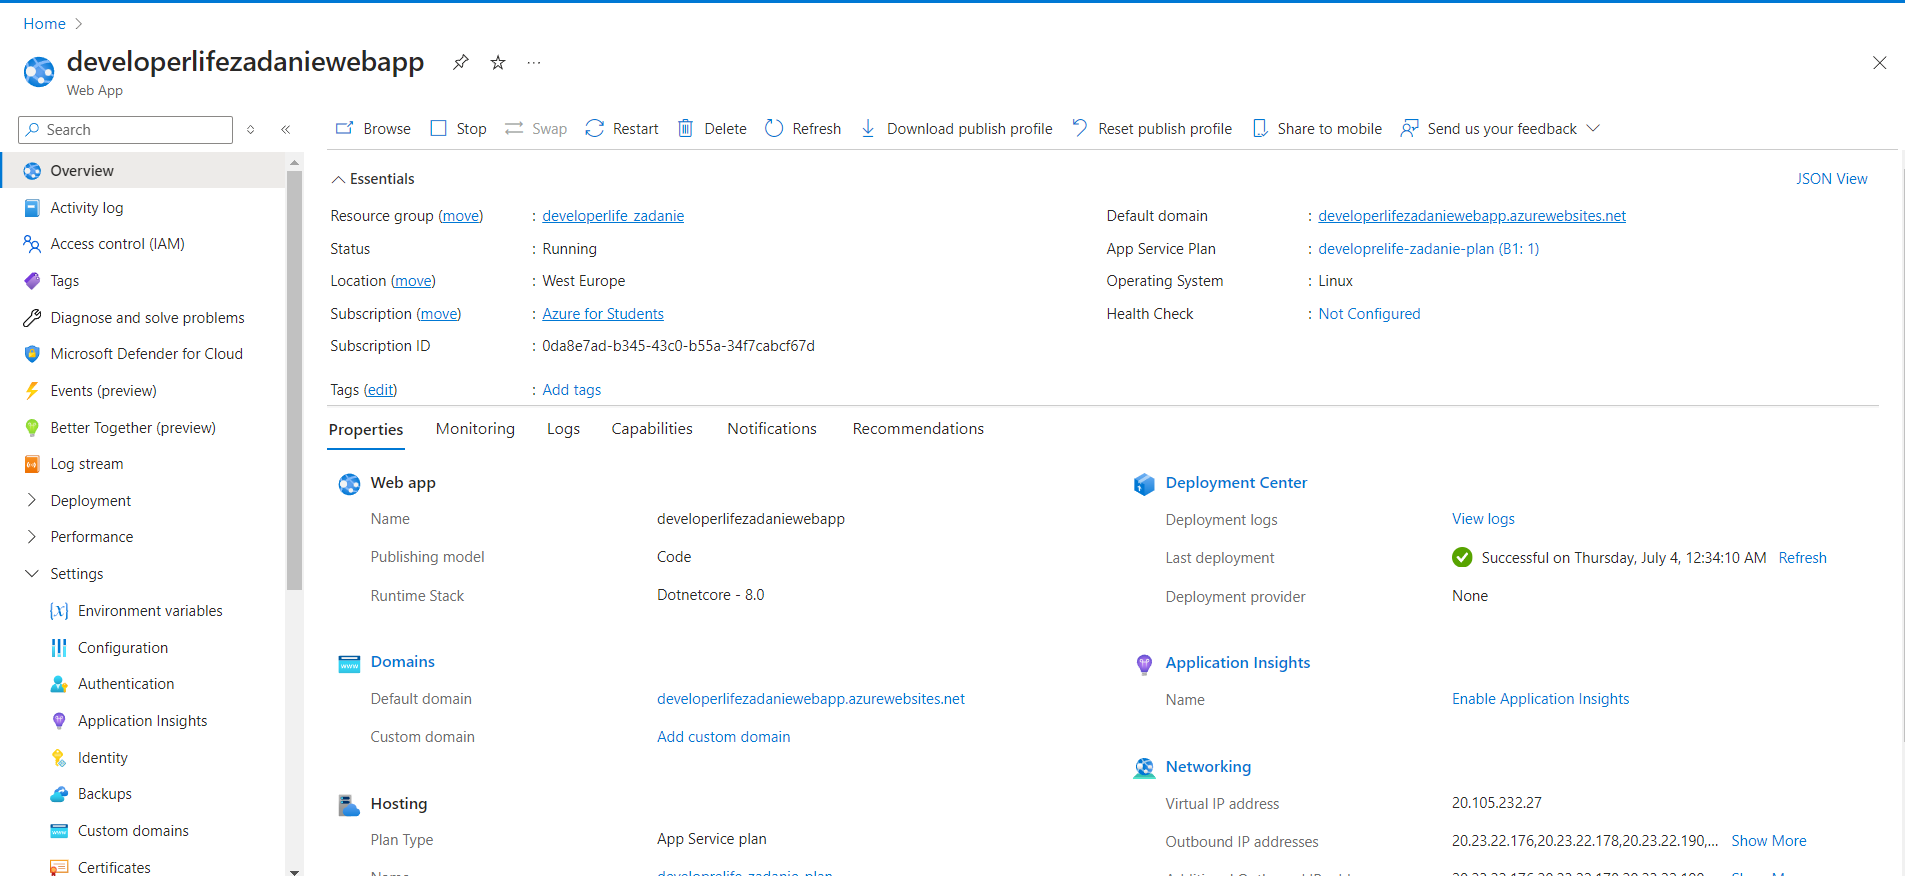 Home
developerlifezadaniewebapp
Web App
Search
Browse Stop Swap Restart Delete Refresh Download publish profile Reset publish profile Share to mobile Send us your feedback
Overview
Activity log
Access control (IAM)
Tags
Diagnose and solve problems
Microsoft Defender for Cloud
Events (preview)
Better Together (preview)
Log stream
Deployment
Performance
Settings
Environment variables
Configuration
Authentication
Application Insights
Identity
Backups
Custom domains
Certificates
Essentials
JSON View
Resource group (move) : developerlife_zadanie
Status : Running
Location (move) : West Europe
Subscription (move) : Azure for Students
Subscription ID : 0da8e7ad-b345-43c0-b55a-34f7cabcf67d
Tags (edit) : Add tags
Default domain : developerlifezadaniewebapp.azurewebsites.net
App Service Plan : developrelife-zadanie-plan (B1: 1)
Operating System : Linux
Health Check : Not Configured
Properties Monitoring Logs Capabilities Notifications Recommendations
Web app
Name developerlifezadaniewebapp
Publishing model Code
Runtime Stack Dotnetcore - 8.0
Domains
Default domain developerlifezadaniewebapp.azurewebsites.net
Custom domain Add custom domain
Hosting
Plan Type App Service plan
Name developrelife-zadanie-plan
Deployment Center
Deployment logs View logs
Last deployment Successful on Thursday, July 4, 12:34:10 AM Refresh
Deployment provider None
Application Insights
Name Enable Application Insights
Networking
Virtual IP address 20.105.232.27
Outbound IP addresses 20.23.22.176,20.23.22.178,20.23.22.190,... Show More